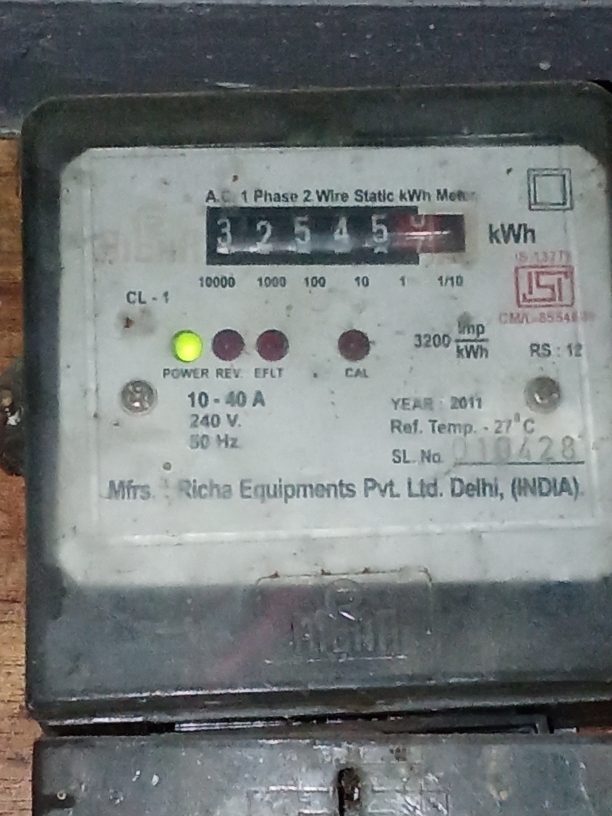 A.C. 1 Phase 2 Wire Static kWh Meter
3 2 5 4 5
kWh
10000 1000 100 10 1 1/10
CL - 1
ISI
3200 Imp/kWh
RS : 12
POWER REV. EFLT CAL
10 - 40 A
240 V.
50 Hz.
YEAR : 2011
Ref. Temp. - 27°C
SL. No. 010428
Mfrs. : Richa Equipments Pvt. Ltd. Delhi, (INDIA).